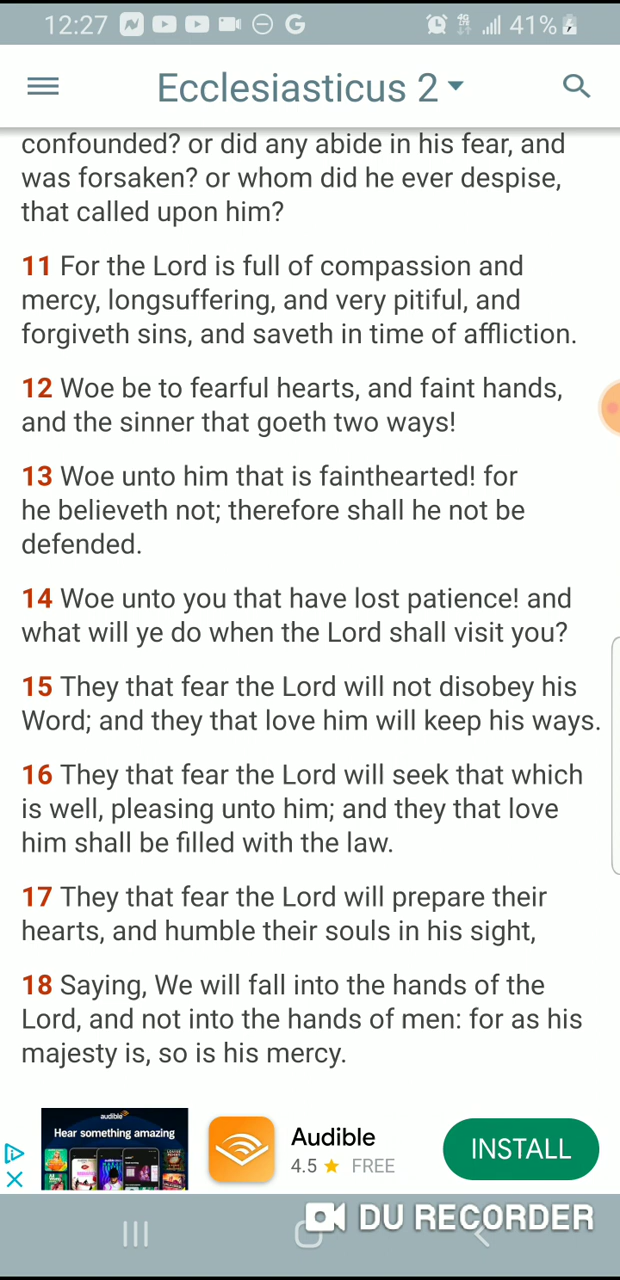 12:27 41%
Ecclesiasticus 2
confounded? or did any abide in his fear, and
was forsaken? or whom did he ever despise,
that called upon him?
11 For the Lord is full of compassion and
mercy, longsuffering, and very pitiful, and
forgiveth sins, and saveth in time of affliction.
12 Woe be to fearful hearts, and faint hands,
and the sinner that goeth two ways!
13 Woe unto him that is fainthearted! for
he believeth not; therefore shall he not be
defended.
14 Woe unto you that have lost patience! and
what will ye do when the Lord shall visit you?
15 They that fear the Lord will not disobey his
Word; and they that love him will keep his ways.
16 They that fear the Lord will seek that which
is well, pleasing unto him; and they that love
him shall be filled with the law.
17 They that fear the Lord will prepare their
hearts, and humble their souls in his sight,
18 Saying, We will fall into the hands of the
Lord, and not into the hands of men: for as his
majesty is, so is his mercy.
audible
Hear something amazing
Audible
4.5 ★ FREE
INSTALL
DU RECORDER